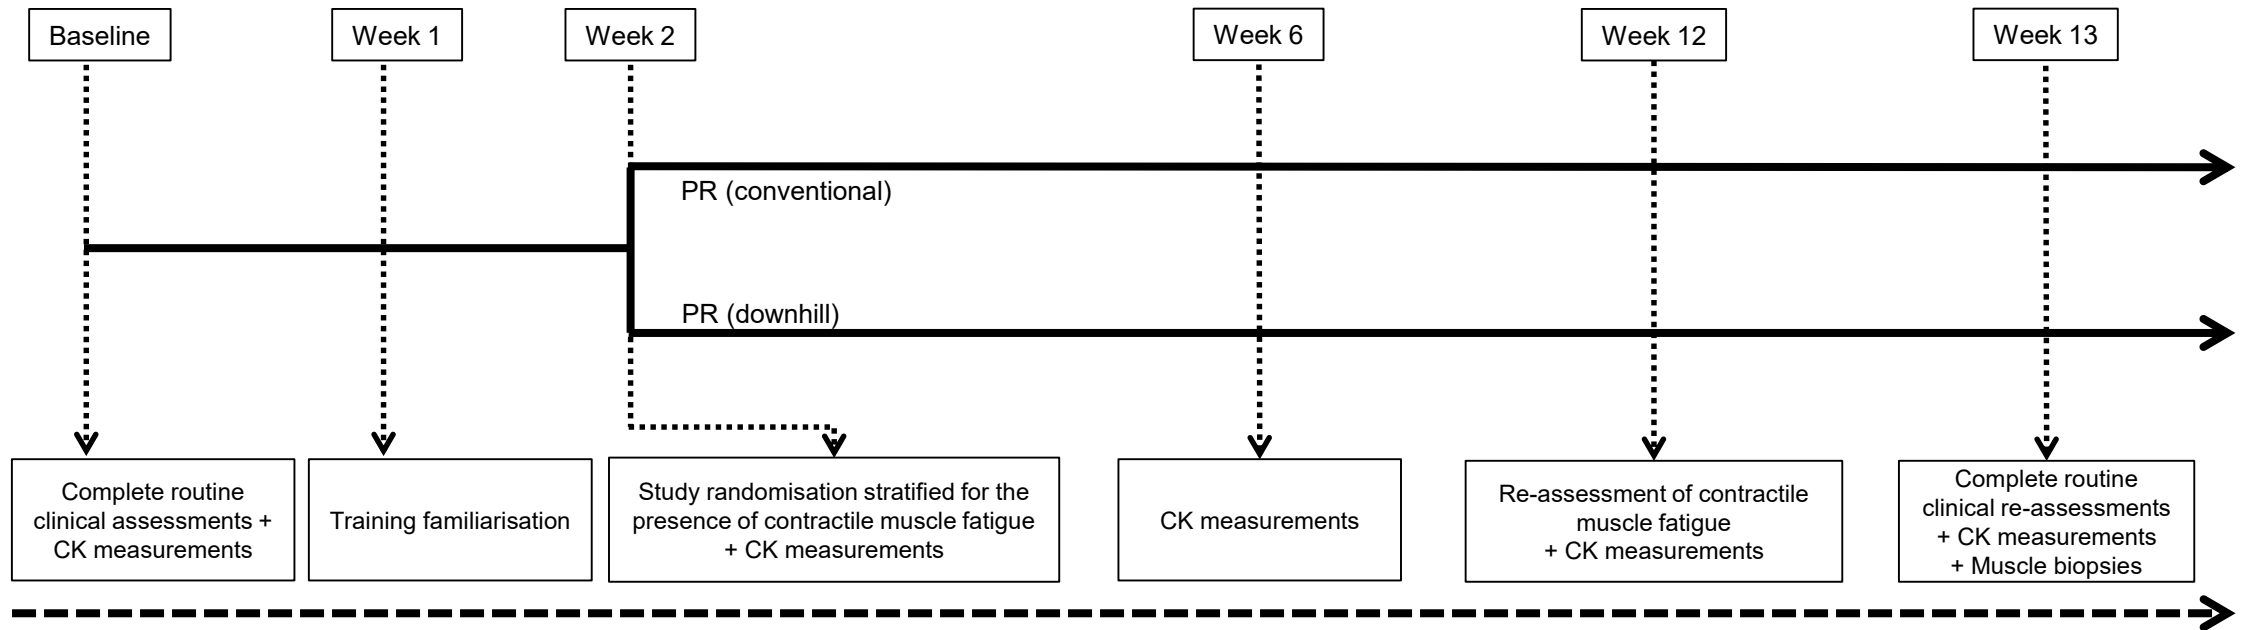 Baseline
Week 1
Week 2
Week 6
Week 12
Week 13
PR (conventional)
PR (downhill)
Complete routine
clinical assessments +
CK measurements
Training familiarisation
Study randomisation stratified for the
presence of contractile muscle fatigue
+ CK measurements
CK measurements
Re-assessment of contractile
muscle fatigue
+ CK measurements
Complete routine
clinical re-assessments
+ CK measurements
+ Muscle biopsies